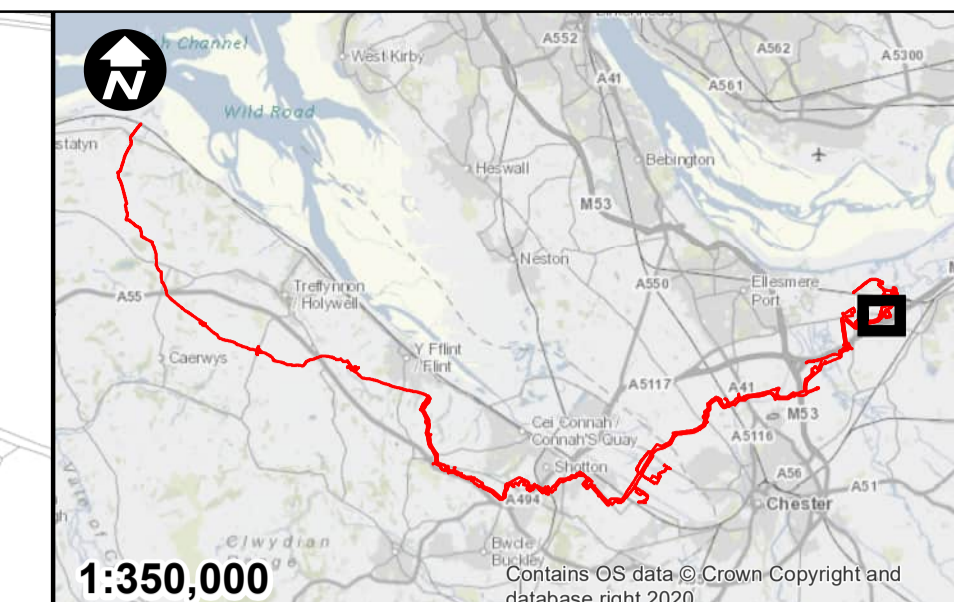 N
West Kirby
A552
A562
A5300
A561
A41
Wild Road
Heswall
Bebington
M53
Neston
A550
Ellesmere
Port
Treffynnon
/ Holywell
A55
Caerwys
Y Fflint
/ Flint
A5117
A41
M53
A5116
Cei Connah /
Connah'S Quay
Shotton
A494
A56
A51
Chester
Clwydian
Bwcle /
Buckley
1:350,000
Contains OS data © Crown Copyright and
database right 2020